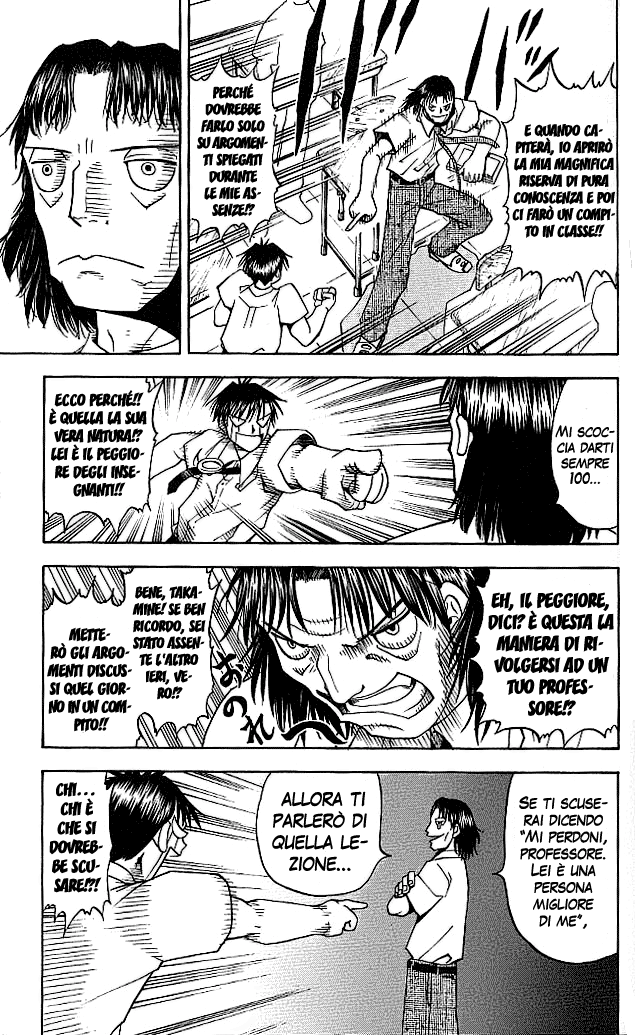 E QUANDO CA-
PITERÀ, IO APRIRÒ
LA MIA MAGNIFICA
RISERVA DI PURA
CONOSCENZA E POI
CI FARÒ UN COMPI-
TO IN CLASSE!!
PERCHÉ
DOVREBBE
FARLO SOLO
SU ARGOMEN-
TI SPIEGATI
DURANTE
LE MIE AS-
SENZE!?
MI SCOC-
CIA DARTI
SEMPRE
100...
ECCO PERCHÉ!!
È QUELLA LA SUA
VERA NATURA!?
LEI È IL PEGGIO-
RE DEGLI INSE-
GNANTI!!
EH, IL PEGGIORE,
DICI? È QUESTA LA
MANIERA DI RI-
VOLGERSI AD UN
TUO PROFES-
SORE!?
おのれ〜
BENE, TAKA-
MINE! SE BEN
RICORDO, SEI
STATO ASSEN-
TE L'ALTRO
IERI, VE-
RO!?
METTE-
RÒ GLI ARGO-
MENTI DISCUS-
SI QUEL GIOR-
NO IN UN COM-
PITO!!
SE TI SCUSE-
RAI DICENDO
"MI PERDONI,
PROFESSORE.
LEI È UNA
PERSONA
MIGLIORE
DI ME",
ALLORA TI
PARLERÒ DI
QUELLA LE-
ZIONE...
CHI...
CHI È
CHE SI
DOVREB-
BE SCU-
SARE!?!